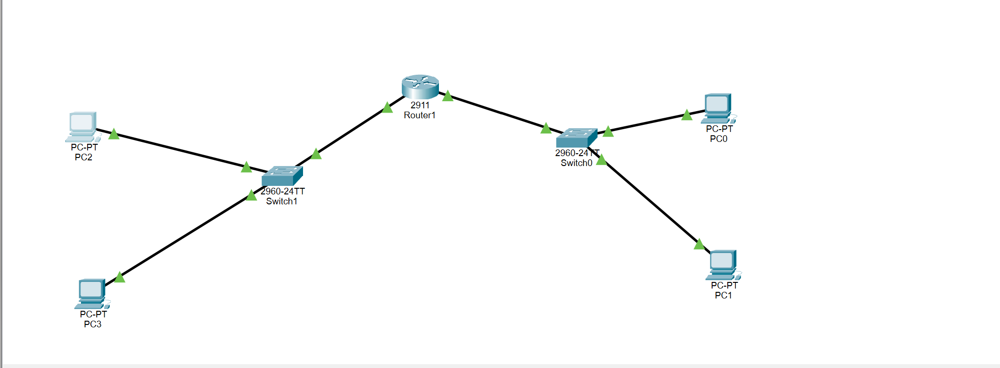 2911
Router1
PC-PT
PC0
PC-PT
PC2
2960-24TT
Switch0
2960-24TT
Switch1
PC-PT
PC1
PC-PT
PC3